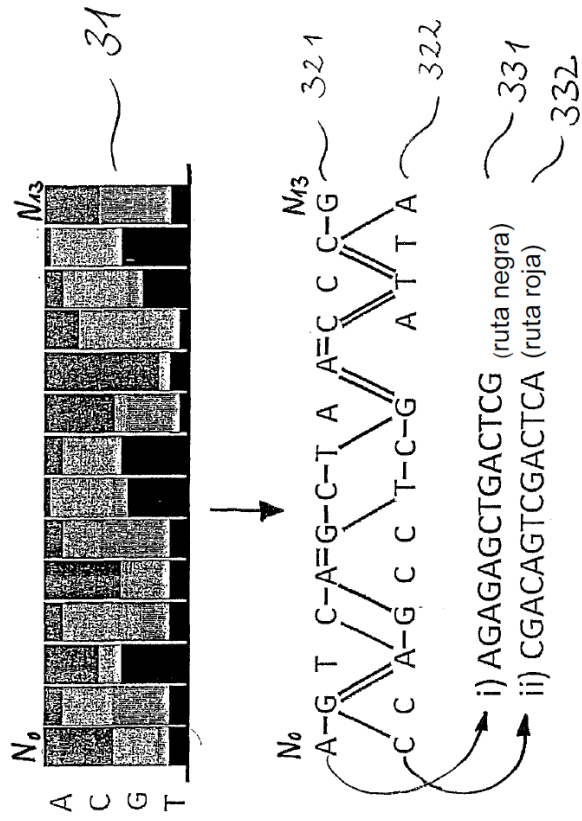 N₀ N₁₃
A
C
G
T
31
N₀ N₁₃
A–G T C A=G–C–T A A=C C C–G 321
C C A–G C C T–C–G A T T A 322
i) AGAGAGCTGACTCG (ruta negra) 331
ii) CGACAGTCGACTCA (ruta roja) 332